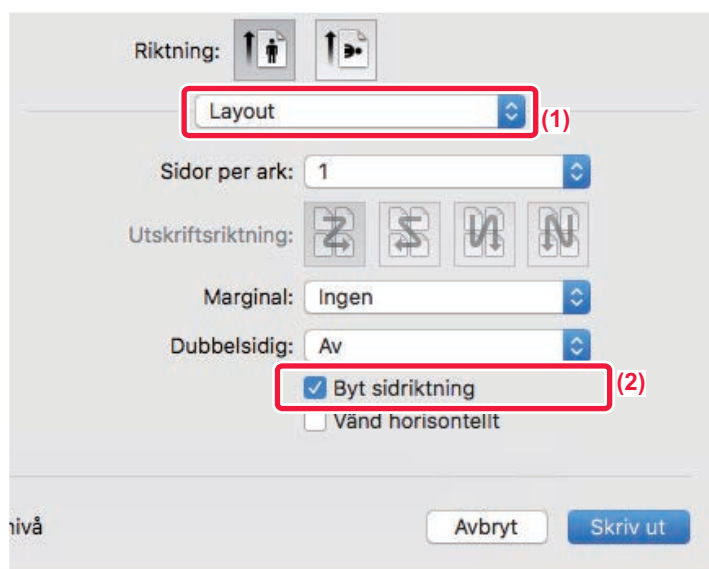 Riktning:
Layout
(1)
Sidor per ark: 1
Utskriftsriktning:
Marginal: Ingen
Dubbelsidig: Av
Byt sidriktning
(2)
Vänd horisontellt
nivå
Avbryt Skriv ut